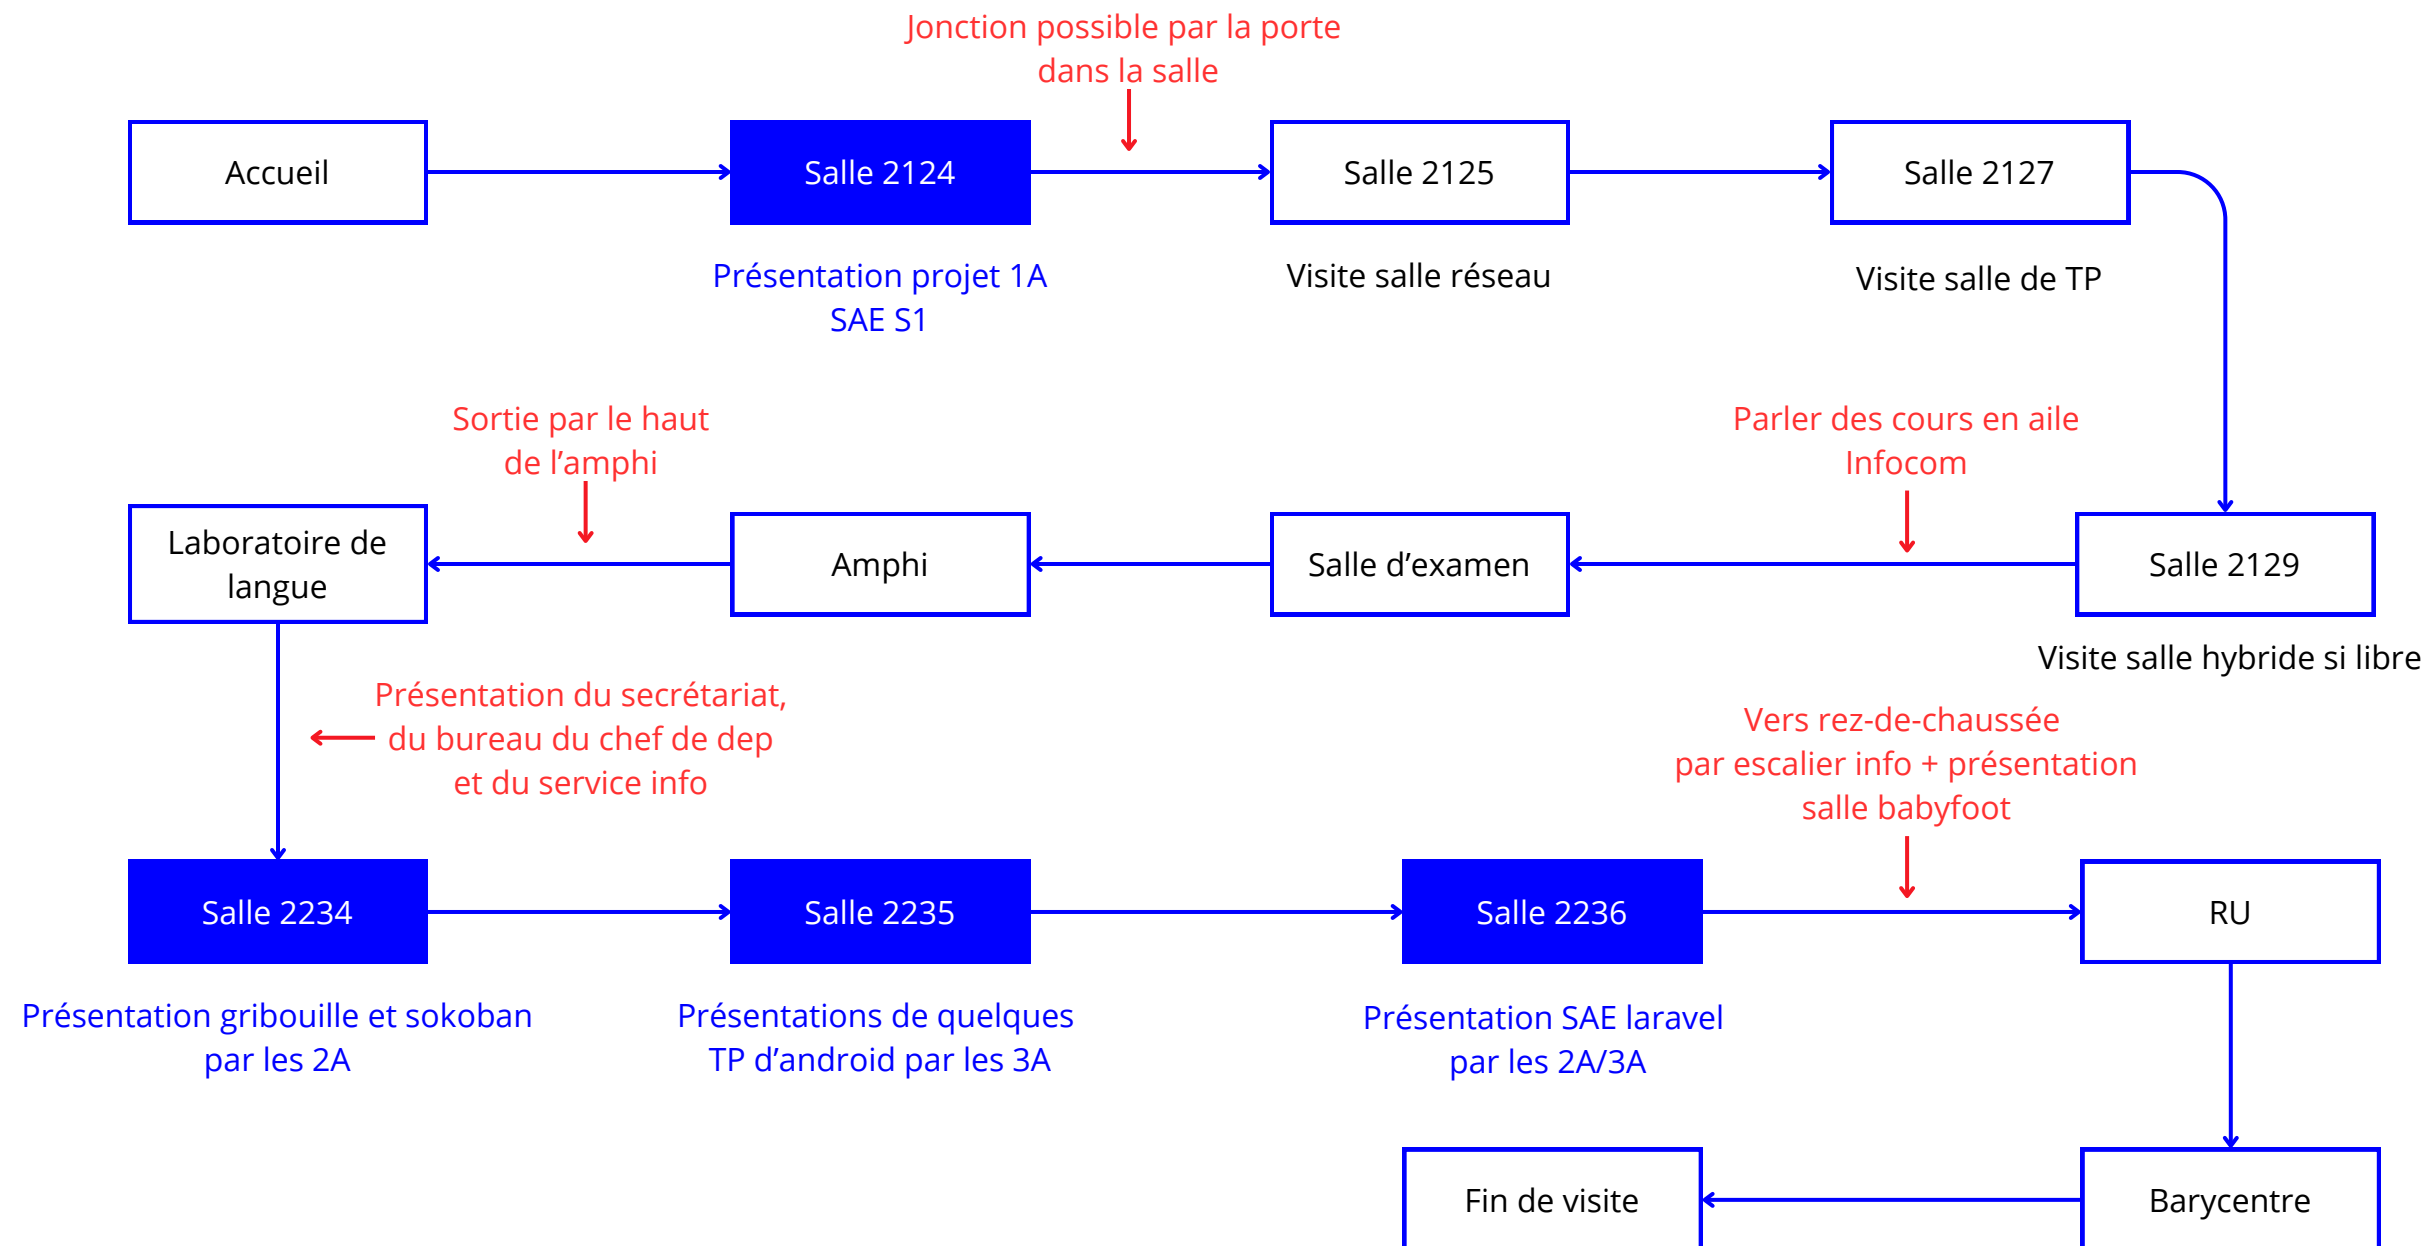 Jonction possible par la porte
dans la salle
Accueil
Salle 2124
Salle 2125
Salle 2127
Présentation projet 1A
SAE S1
Visite salle réseau
Visite salle de TP
Sortie par le haut
de l’amphi
Parler des cours en aile
Infocom
Laboratoire de
langue
Amphi
Salle d’examen
Salle 2129
Visite salle hybride si libre
Présentation du secrétariat,
du bureau du chef de dep
et du service info
Vers rez-de-chaussée
par escalier info + présentation
salle babyfoot
Salle 2234
Salle 2235
Salle 2236
RU
Présentation gribouille et sokoban
par les 2A
Présentations de quelques
TP d’android par les 3A
Présentation SAE laravel
par les 2A/3A
Fin de visite
Barycentre